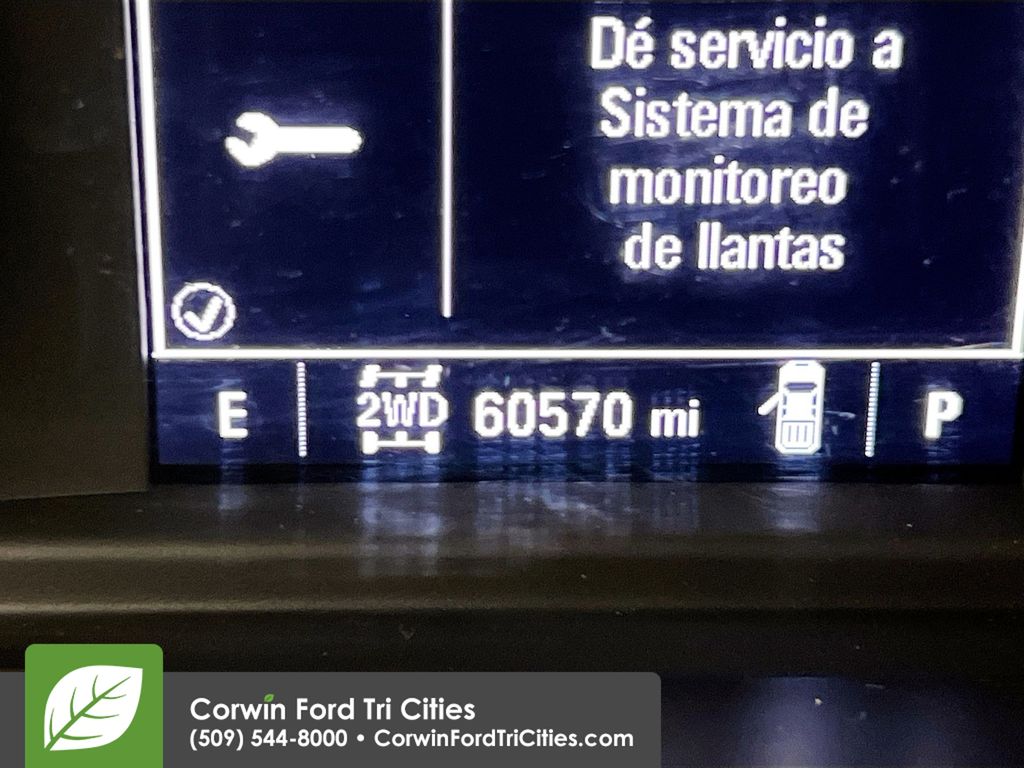 Dé servicio a
Sistema de
monitoreo
de llantas
E 2WD 60570 mi P
Corwin Ford Tri Cities
(509) 544-8000 • CorwinFordTriCities.com